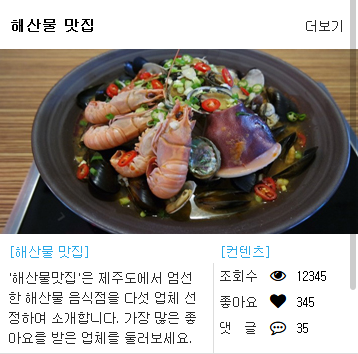 해산물 맛집 더보기
[해산물 맛집]
'해산물맛집'은 제주도에서 엄선
한 해산물 음식점을 다섯 업체 선
정하며 소개합니다. 가장 많은 좋
아요를 받은 업체를 둘러보세요.
[컨텐츠]
조회수 12345
좋아요 345
댓 글 35